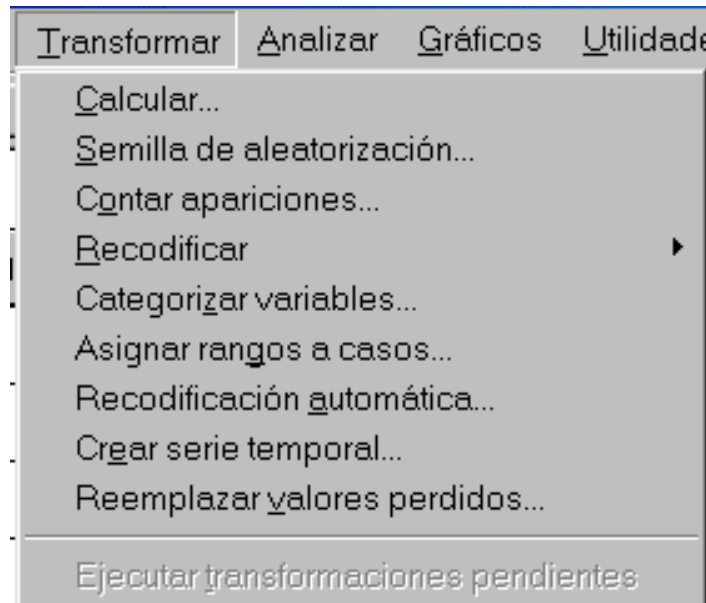 Transformar Analizar Gráficos Utilidade
Calcular...
Semilla de aleatorización...
Contar apariciones...
Recodificar
Categorizar variables...
Asignar rangos a casos...
Recodificación automática...
Crear serie temporal...
Reemplazar valores perdidos...
Ejecutar transformaciones pendientes